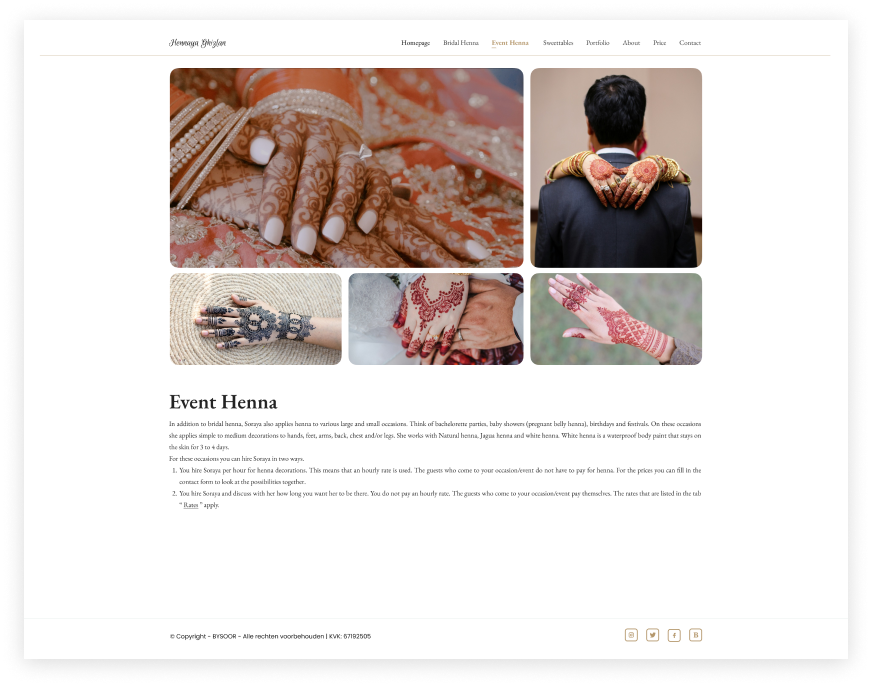 Hennaya Ghizlan
Homepage Bridal Henna Event Henna Sweettables Portfolio About Price Contact
Event Henna
In addition to bridal henna, Soraya also applies henna to various large and small occasions. Think of bachelorette parties, baby showers (pregnant belly henna), birthdays and festivals. On these occasions
she applies simple to medium decorations to hands, feet, arms, back, chest and/or legs. She works with Natural henna, Jagua henna and white henna. White henna is a waterproof body paint that stays on
the skin for 3 to 4 days.
For these occasions you can hire Soraya in two ways.
1. You hire Soraya per hour for henna decorations. This means that an hourly rate is used. The guests who come to your occasion/event do not have to pay for henna. For the prices you can fill in the
contact form to look at the possibilities together.
2. You hire Soraya and discuss with her how long you want her to be there. You do not pay an hourly rate. The guests who come to your occasion/event pay themselves. The rates that are listed in the tab
“ Rates ” apply.
© Copyright - BYSOOR - Alle rechten voorbehouden | KVK: 67192505